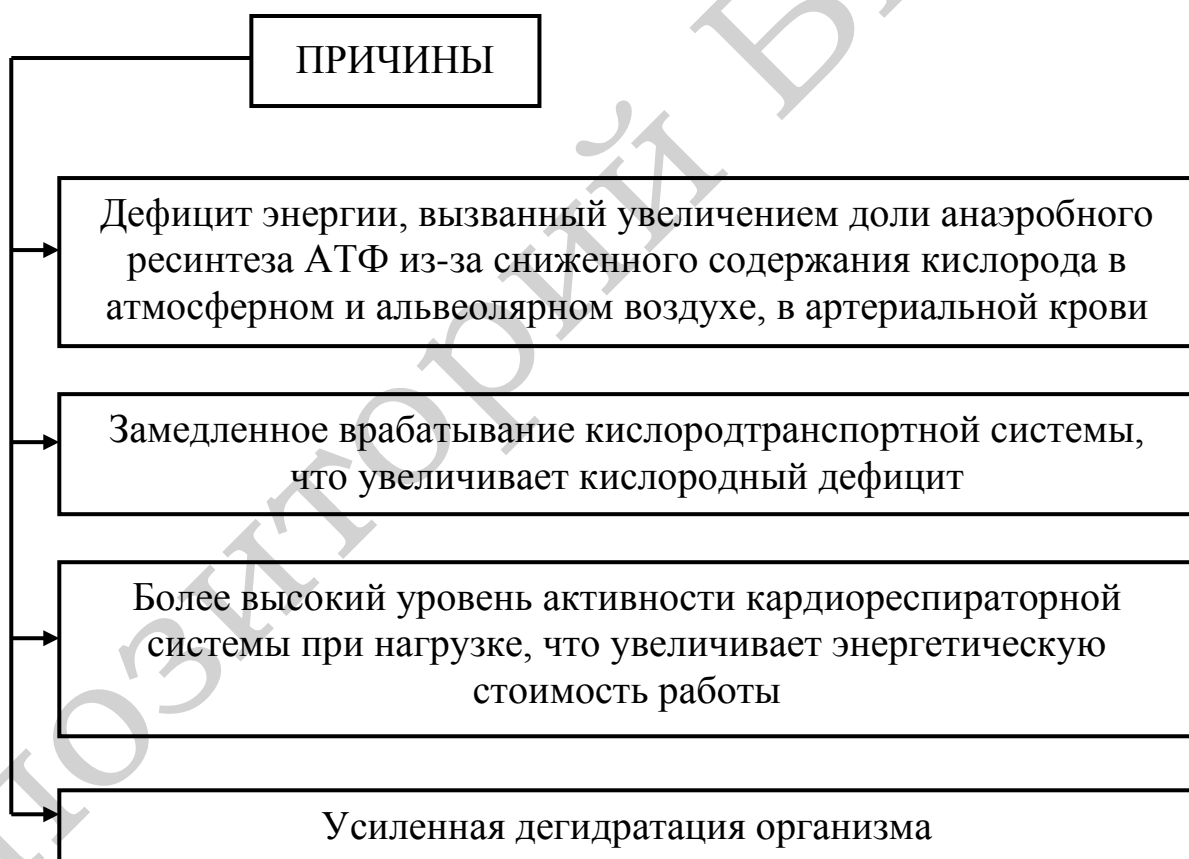 ПРИЧИНЫ
Дефицит энергии, вызванный увеличением доли анаэробного
ресинтеза АТФ из-за сниженного содержания кислорода в
атмосферном и альвеолярном воздухе, в артериальной крови
Замедленное врабатывание кислородтранспортной системы,
что увеличивает кислородный дефицит
Более высокий уровень активности кардиореспираторной
системы при нагрузке, что увеличивает энергетическую
стоимость работы
Усиленная дегидратация организма